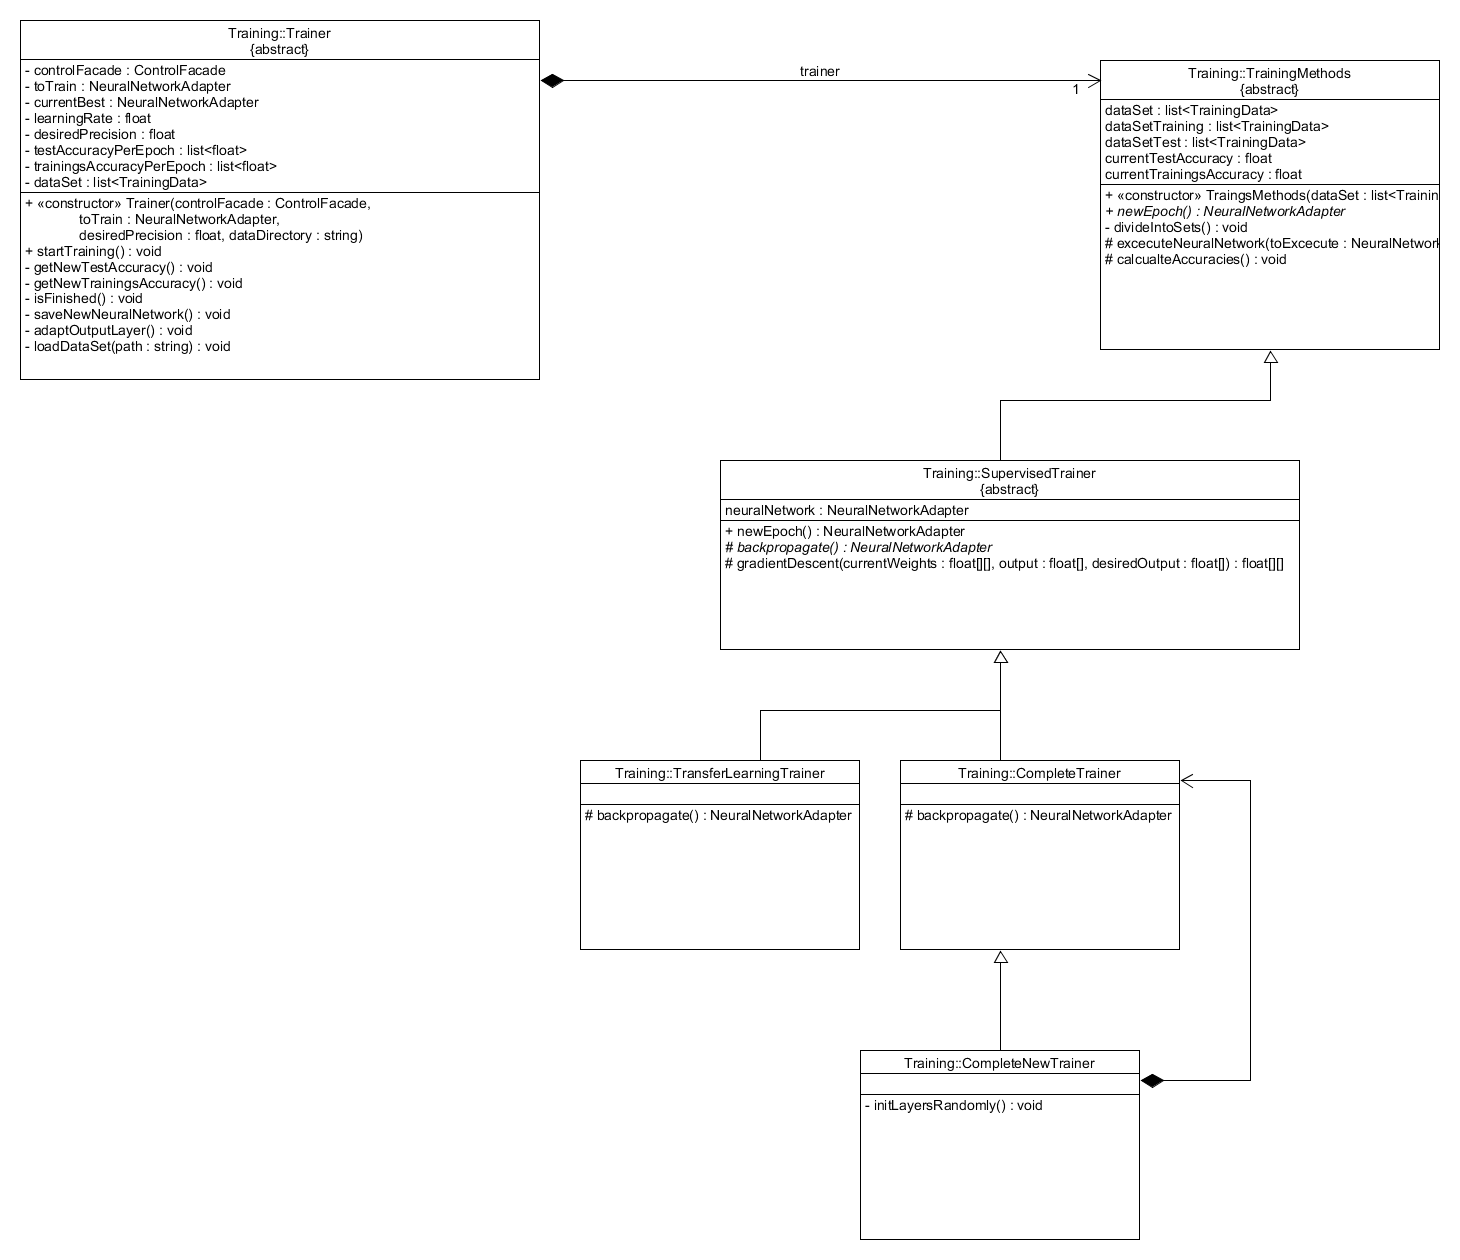 Training::Trainer
{abstract}
- controlFacade : ControlFacade
- toTrain : NeuralNetworkAdapter
- currentBest : NeuralNetworkAdapter
- learningRate : float
- desiredPrecision : float
- testAccuracyPerEpoch : list<float>
- trainingsAccuracyPerEpoch : list<float>
- dataSet : list<TrainingData>
+ «constructor» Trainer(controlFacade : ControlFacade,
toTrain : NeuralNetworkAdapter,
desiredPrecision : float, dataDirectory : string)
+ startTraining() : void
- getNewTestAccuracy() : void
- getNewTrainingsAccuracy() : void
- isFinished() : void
- saveNewNeuralNetwork() : void
- adaptOutputLayer() : void
- loadDataSet(path : string) : void
trainer
1
Training::TrainingMethods
{abstract}
dataSet : list<TrainingData>
dataSetTraining : list<TrainingData>
dataSetTest : list<TrainingData>
currentTestAccuracy : float
currentTrainingsAccuracy : float
+ «constructor» TraingsMethods(dataSet : list<Trainin
+ newEpoch() : NeuralNetworkAdapter
- divideIntoSets() : void
# excecuteNeuralNetwork(toExcecute : NeuralNetwork
# calcualteAccuracies() : void
Training::SupervisedTrainer
{abstract}
neuralNetwork : NeuralNetworkAdapter
+ newEpoch() : NeuralNetworkAdapter
# backpropagate() : NeuralNetworkAdapter
# gradientDescent(currentWeights : float[][], output : float[], desiredOutput : float[]) : float[][]
Training::TransferLearningTrainer
# backpropagate() : NeuralNetworkAdapter
Training::CompleteTrainer
# backpropagate() : NeuralNetworkAdapter
Training::CompleteNewTrainer
- initLayersRandomly() : void